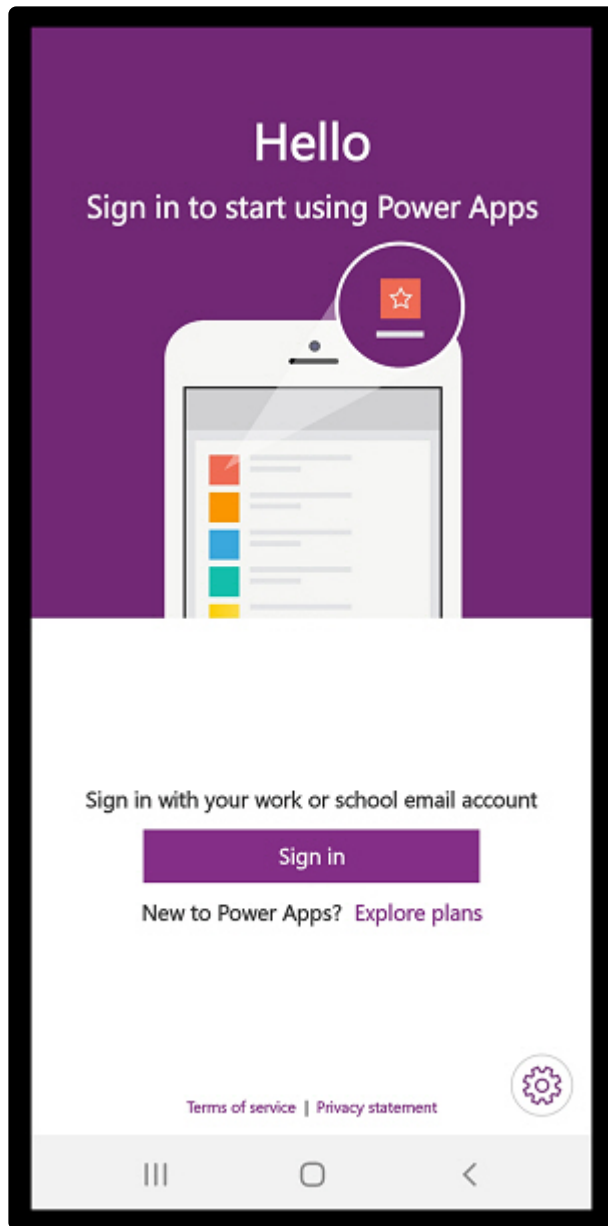 Hello
Sign in to start using Power Apps
Sign in with your work or school email account
Sign in
New to Power Apps? Explore plans
Terms of service | Privacy statement